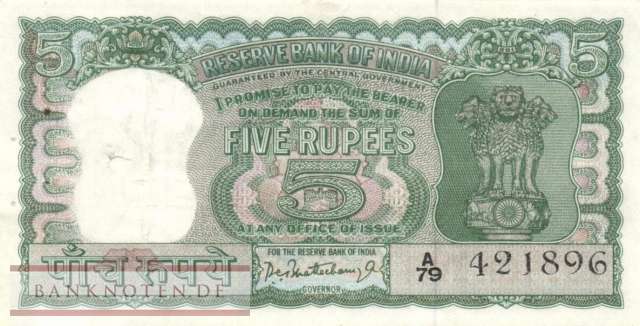 5 5
RESERVE BANK OF INDIA
GUARANTEED BY THE CENTRAL GOVERNMENT
I PROMISE TO PAY THE BEARER
ON DEMAND THE SUM OF
FIVE RUPEES
5
AT ANY OFFICE OF ISSUE
FOR THE RESERVE BANK OF INDIA
GOVERNOR
A/79 421896
पाँच रुपये
BANKNOTEN.DE